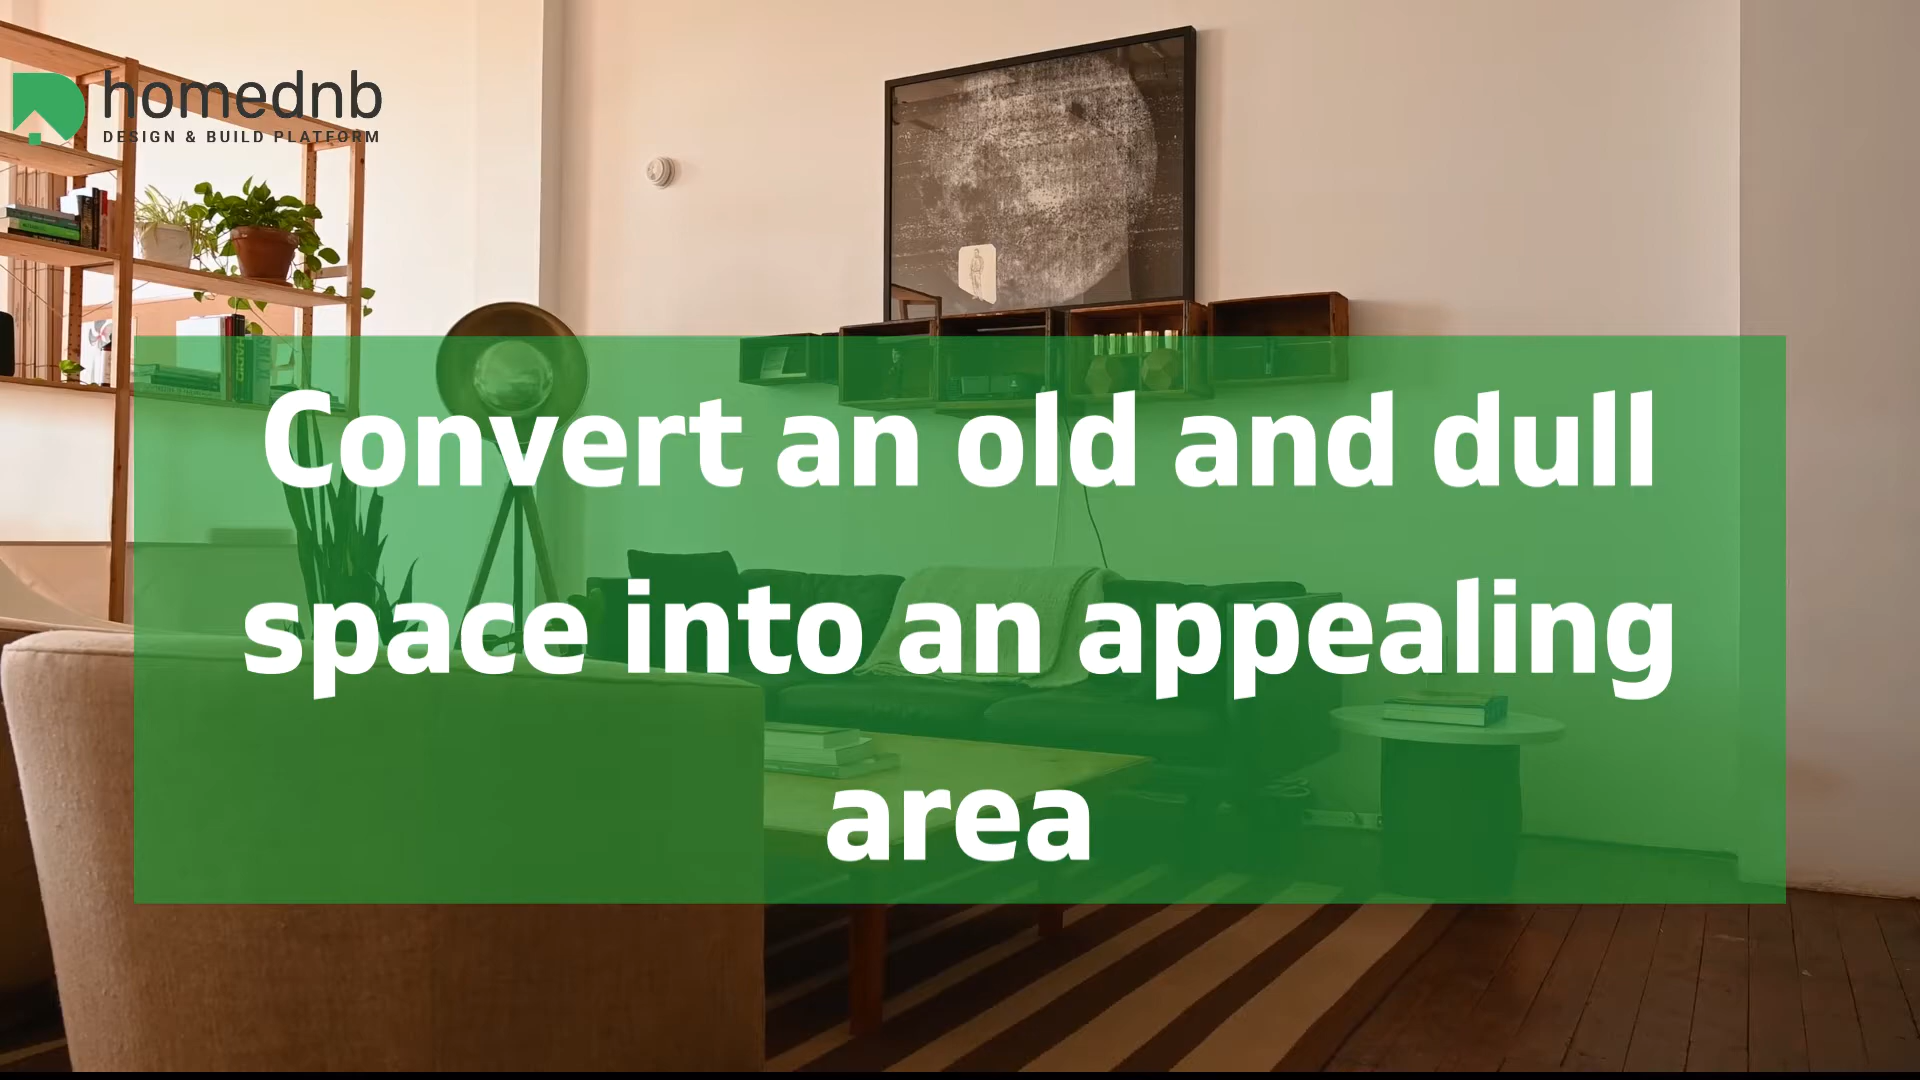 homednb
DESIGN & BUILD PLATFORM
Convert an old and dull
space into an appealing
area